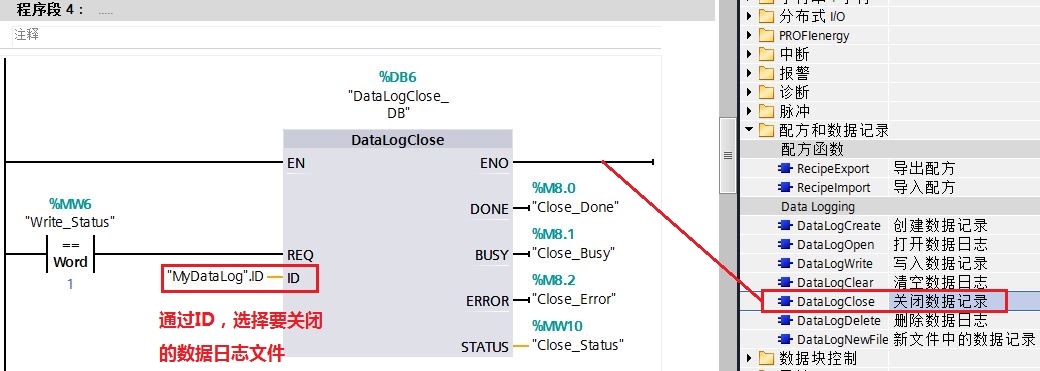 程序段 4： .....
注释
%DB6
"DataLogClose_
DB"
DataLogClose
EN
ENO
%M8.0
DONE
"Close_Done"
%MW6
"Write_Status"
%M8.1
==
Word
REQ
BUSY
"Close_Busy"
1
"MyDataLog".ID
ID
%M8.2
ERROR
"Close_Error"
通过ID，选择要关闭
的数据日志文件
%MW10
STATUS
"Close_Status"
分布式 I/O
PROFIenergy
中断
报警
诊断
脉冲
配方和数据记录
配方函数
RecipeExport 导出配方
RecipeImport 导入配方
Data Logging
DataLogCreate 创建数据记录
DataLogOpen 打开数据日志
DataLogWrite 写入数据记录
DataLogClear 清空数据日志
DataLogClose 关闭数据记录
DataLogDelete 删除数据日志
DataLogNewFile 新文件中的数据记录
数据块控制